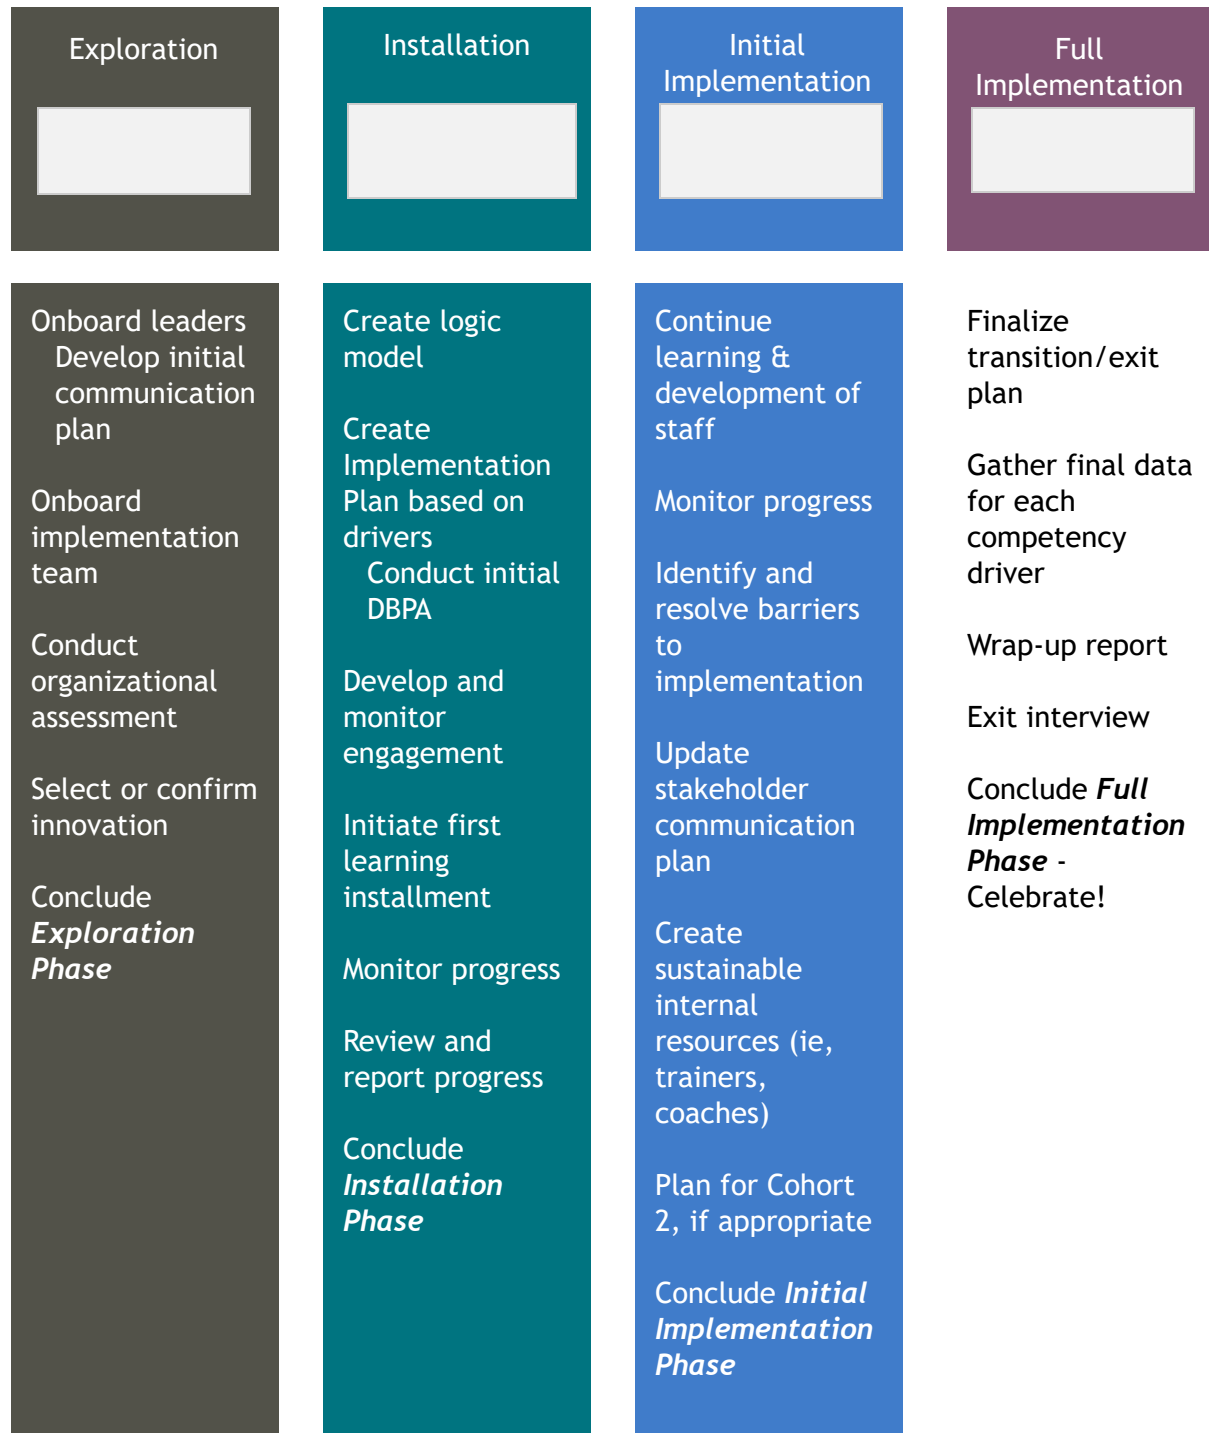 Exploration
Installation
Initial
Implementation
Full
Implementation
Onboard leaders
Develop initial
communication
plan
Onboard
implementation
team
Conduct
organizational
assessment
Select or confirm
innovation
Conclude
Exploration
Phase
Create logic
model
Create
Implementation
Plan based on
drivers
Conduct initial
DBPA
Develop and
monitor
engagement
Initiate first
learning
installment
Monitor progress
Review and
report progress
Conclude
Installation
Phase
Continue
learning &
development of
staff
Monitor progress
Identify and
resolve barriers
to
implementation
Update
stakeholder
communication
plan
Create
sustainable
internal
resources (ie,
trainers,
coaches)
Plan for Cohort
2, if appropriate
Conclude Initial
Implementation
Phase
Finalize
transition/exit
plan
Gather final data
for each
competency
driver
Wrap-up report
Exit interview
Conclude Full
Implementation
Phase -
Celebrate!